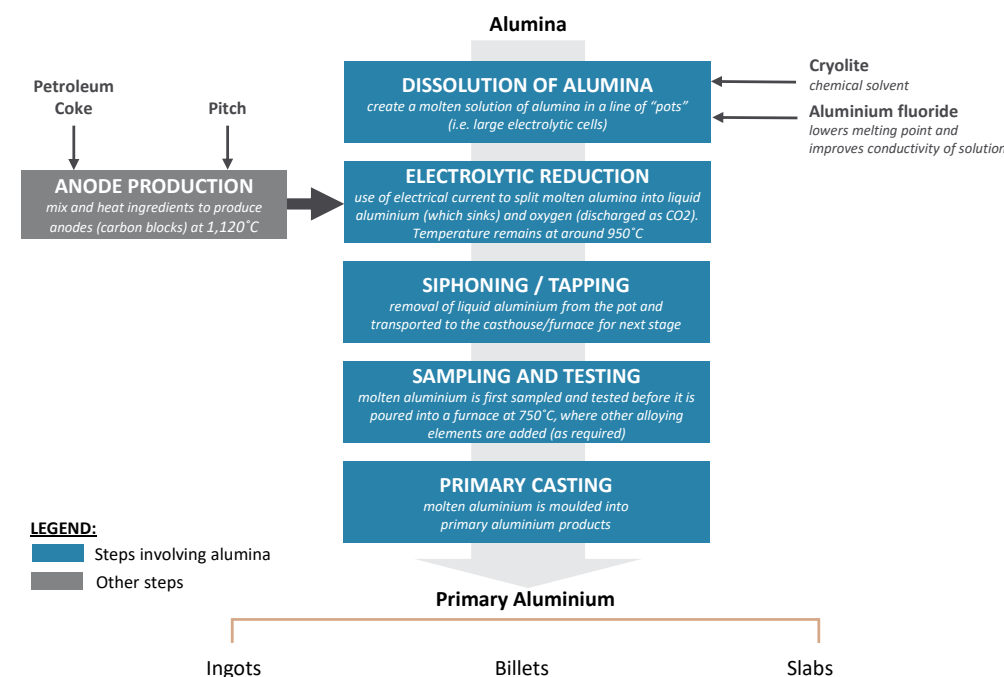 Alumina
DISSOLUTION OF ALUMINA
create a molten solution of alumina in a line of “pots”
(i.e. large electrolytic cells)
Cryolite
chemical solvent
Aluminium fluoride
lowers melting point and
improves conductivity of solution
Petroleum
Coke
Pitch
ANODE PRODUCTION
mix and heat ingredients to produce
anodes (carbon blocks) at 1,120˚C
ELECTROLYTIC REDUCTION
use of electrical current to split molten alumina into liquid
aluminium (which sinks) and oxygen (discharged as CO2).
Temperature remains at around 950˚C
SIPHONING / TAPPING
removal of liquid aluminium from the pot and
transported to the casthouse/furnace for next stage
SAMPLING AND TESTING
molten aluminium is first sampled and tested before it is
poured into a furnace at 750˚C, where other alloying
elements are added (as required)
PRIMARY CASTING
molten aluminium is moulded into
primary aluminium products
LEGEND:
Steps involving alumina
Other steps
Primary Aluminium
Ingots
Billets
Slabs